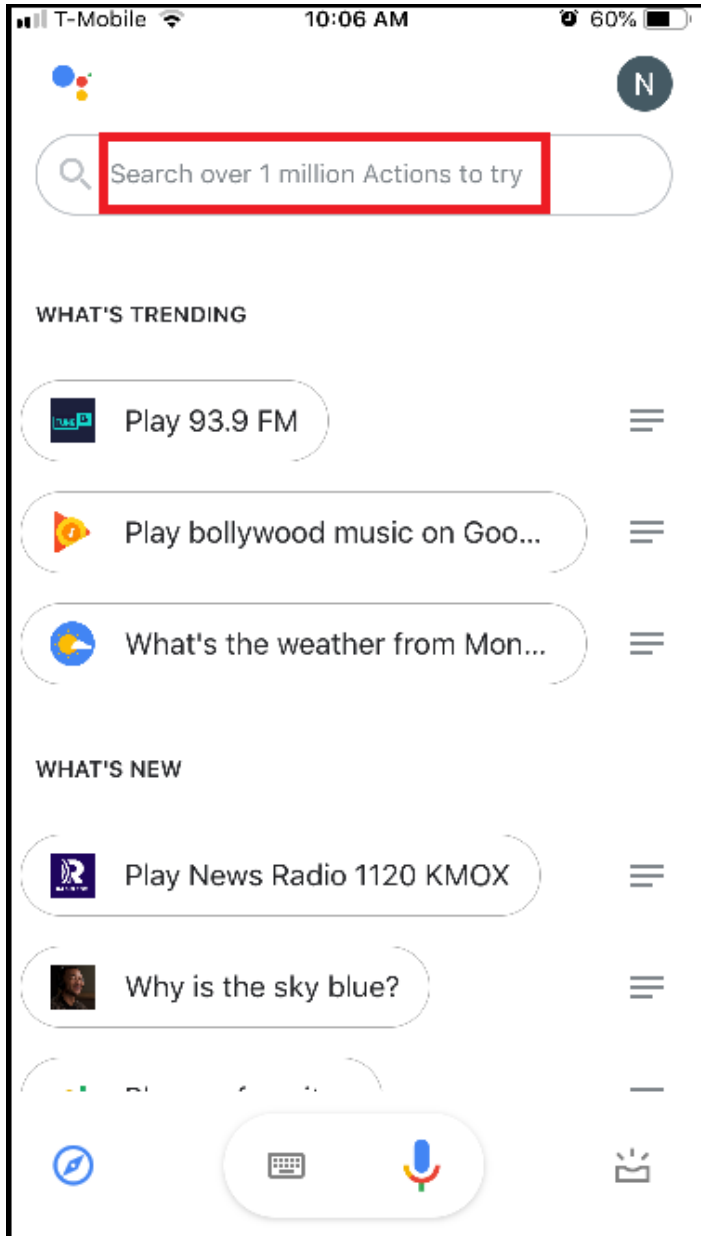 T-Mobile 10:06 AM 60%
N
Search over 1 million Actions to try
WHAT'S TRENDING
Play 93.9 FM
Play bollywood music on Goo...
What's the weather from Mon...
WHAT'S NEW
Play News Radio 1120 KMOX
Why is the sky blue?